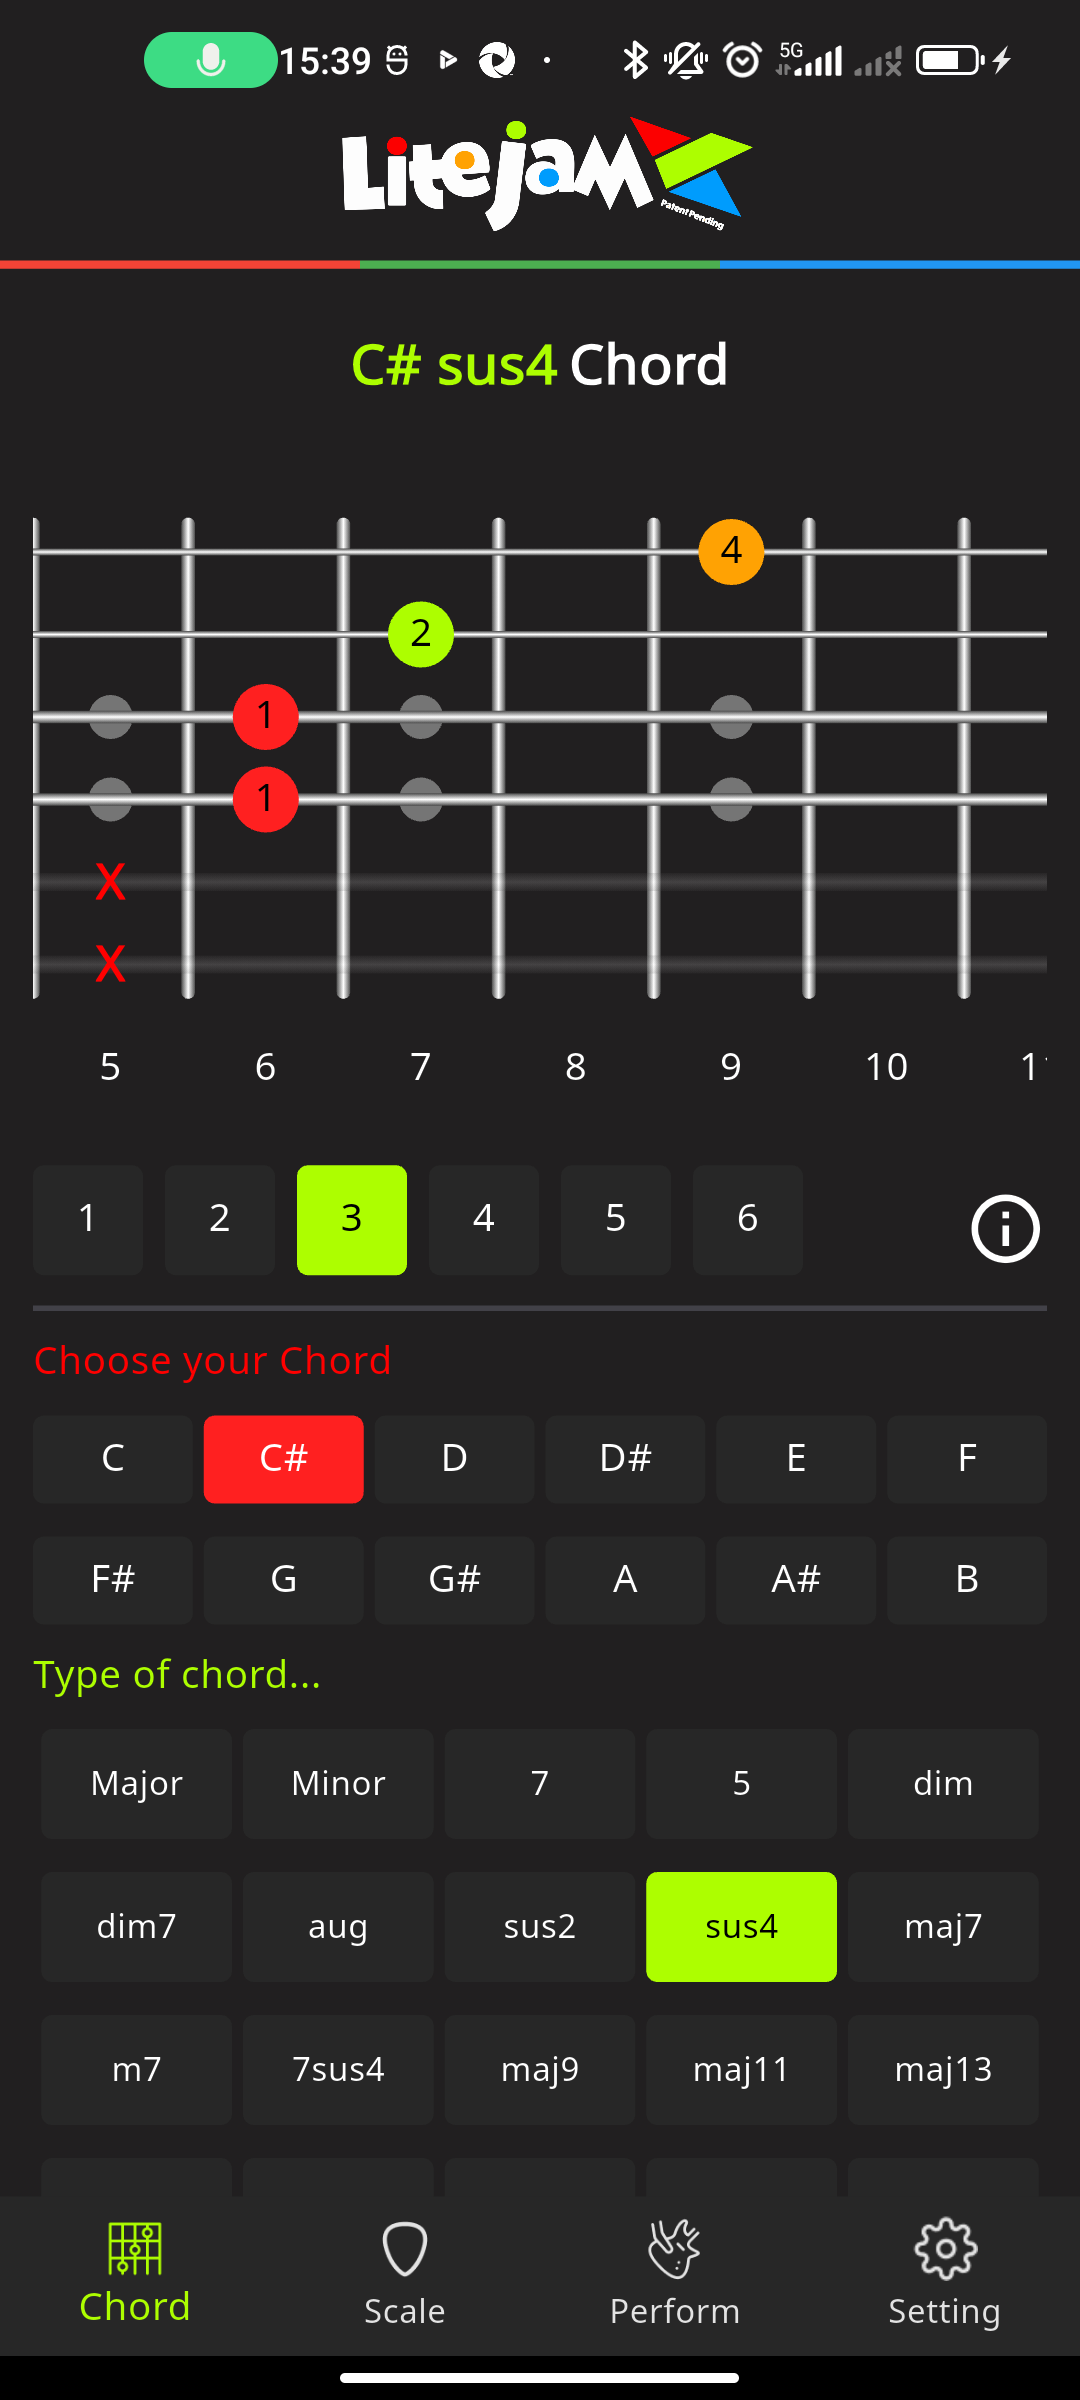 15:39 5G
LitejaM
Patent Pending
C# sus4 Chord
4
2
1
1
X
X
5 6 7 8 9 10
1 2 3 4 5 6
Choose your Chord
C C# D D# E F
F# G G# A A# B
Type of chord...
Major Minor 7 5 dim
dim7 aug sus2 sus4 maj7
m7 7sus4 maj9 maj11 maj13
Chord Scale Perform Setting